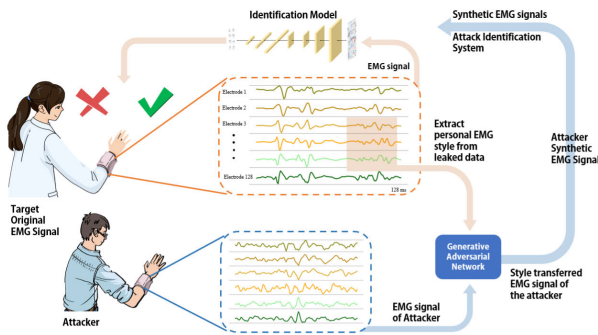 Identification Model
Synthetic EMG signals
Attack Identification
System
EMG signal
Electrode 1
Electrode 2
Electrode 3
Electrode 128
128 ms
Extract
personal EMG
style from
leaked data
Attacker
Synthetic
EMG Signal
Target
Original
EMG Signal
Generative
Adversarial
Network
Attacker
EMG signal
of Attacker
Style transferred
EMG signal of
the attacker